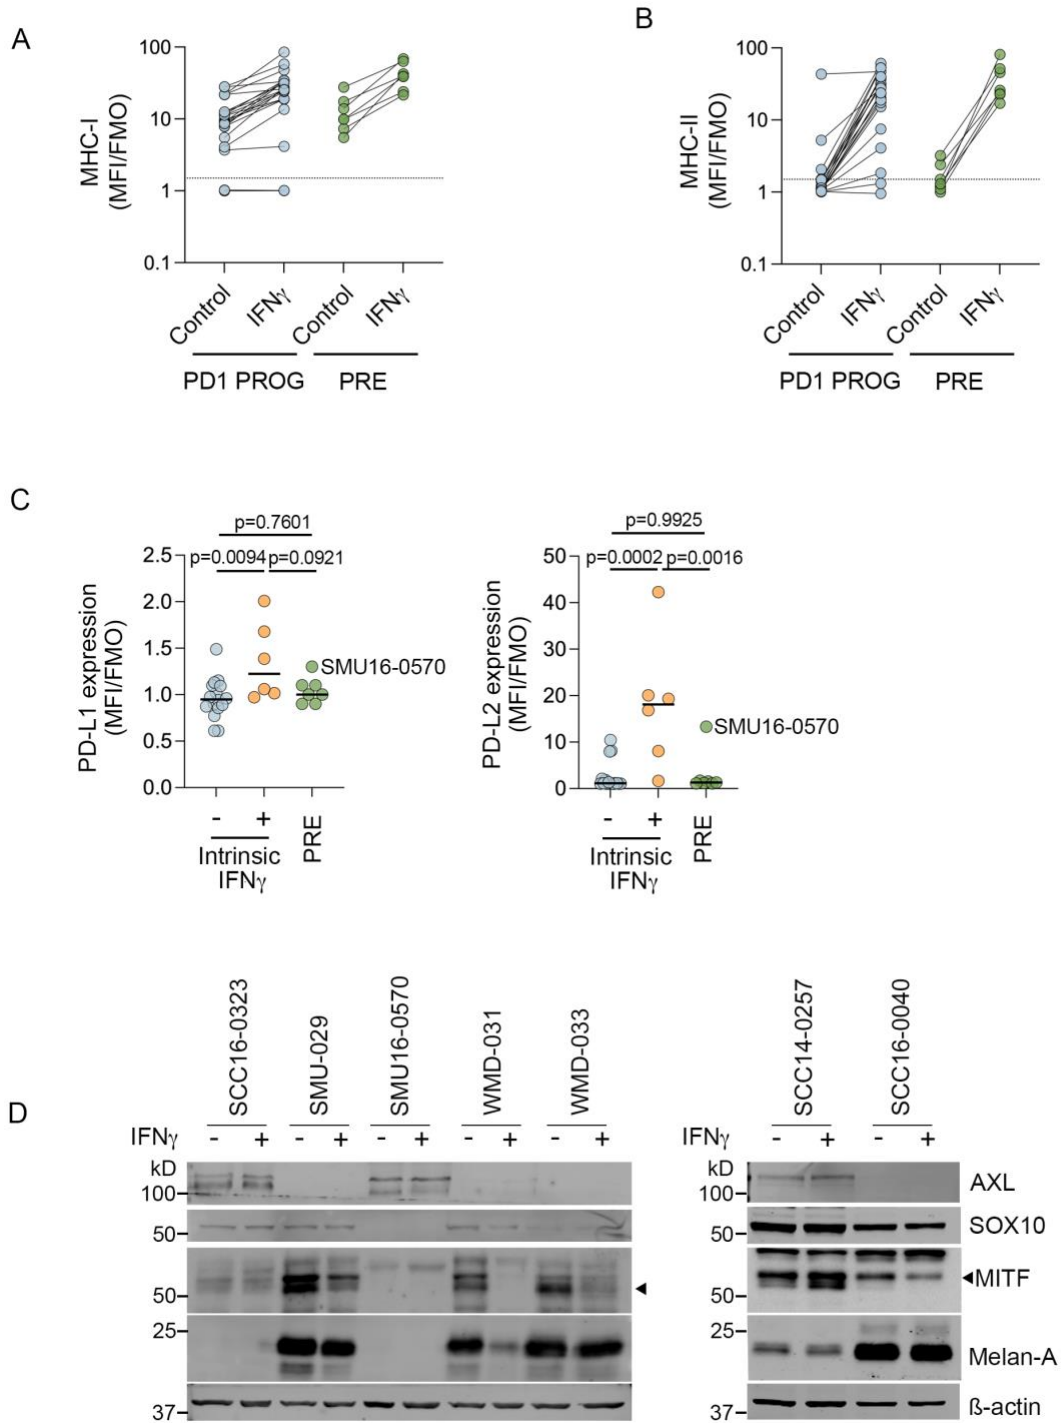 A
MHC-I
(MFI/FMO)
100
10
1
0.1
Control
IFNγ
Control
IFNγ
PD1 PROG
PRE
B
MHC-II
(MFI/FMO)
100
10
1
0.1
Control
IFNγ
Control
IFNγ
PD1 PROG
PRE
C
PD-L1 expression
(MFI/FMO)
p=0.7601
p=0.0094
p=0.0921
2.5
2.0
1.5
1.0
0.5
0.0
SMU16-0570
-
+
PRE
Intrinsic
IFNγ
PD-L2 expression
(MFI/FMO)
p=0.9925
p=0.0002
p=0.0016
50
40
30
20
10
0
SMU16-0570
-
+
PRE
Intrinsic
IFNγ
D
SCC16-0323
SMU-029
SMU16-0570
WMD-031
WMD-033
IFNγ - + - + - + - + - +
kD
100
50
50
25
37
SCC14-0257
SCC16-0040
IFNγ - + - +
kD
100
AXL
50
SOX10
MITF
50
25
Melan-A
37
ß-actin